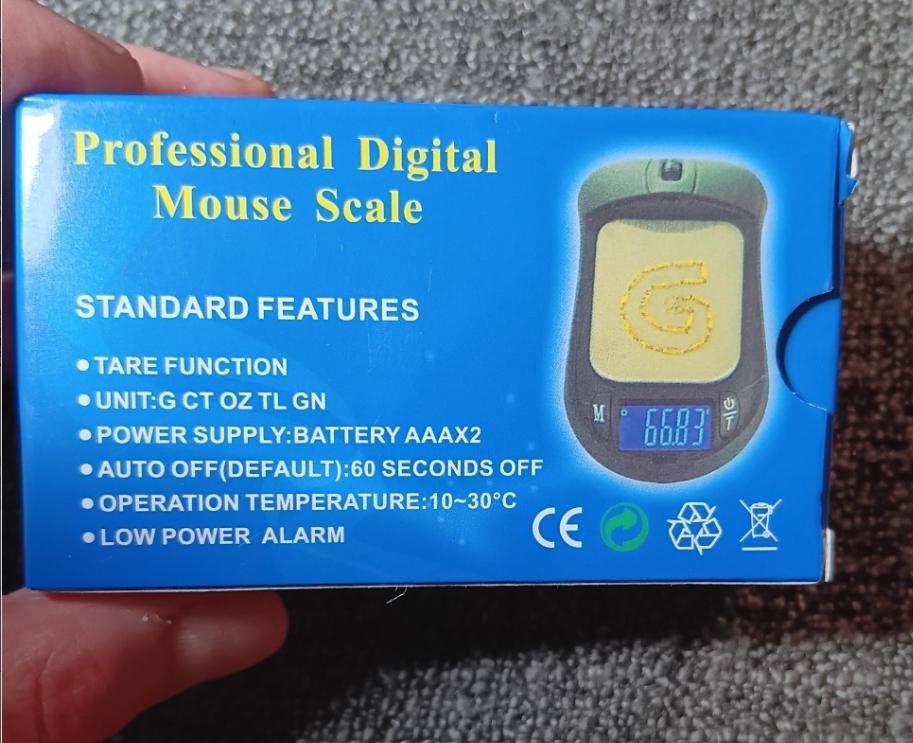 Professional Digital
Mouse Scale
STANDARD FEATURES
●TARE FUNCTION
●UNIT:G CT OZ TL GN
●POWER SUPPLY:BATTERY AAAX2
●AUTO OFF(DEFAULT):60 SECONDS OFF
●OPERATION TEMPERATURE:10~30°C
●LOW POWER ALARM
G
M
66.83
T
CE